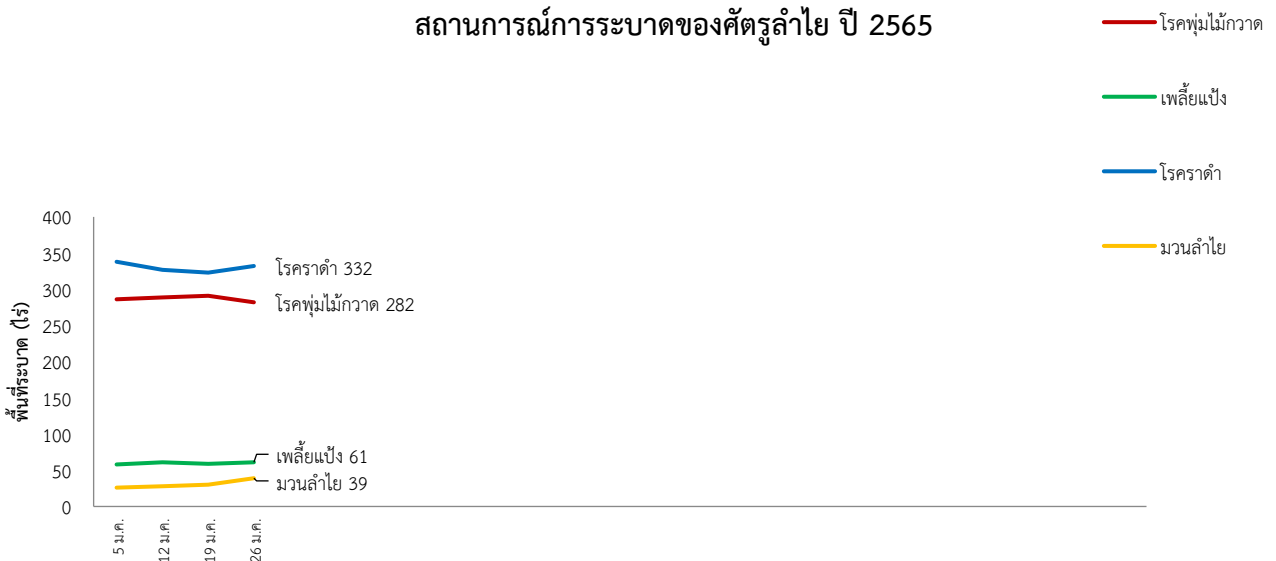 สถานการณ์การระบาดของศัตรูลำไย ปี 2565
โรคพุ่มไม้กวาด
เพลี้ยแป้ง
โรคราดำ
มวนลำไย
พื้นที่ระบาด (ไร่)
400
350
300
250
200
150
100
50
0
โรคราดำ 332
โรคพุ่มไม้กวาด 282
เพลี้ยแป้ง 61
มวนลำไย 39
5 ม.ค.
12 ม.ค.
19 ม.ค.
26 ม.ค.